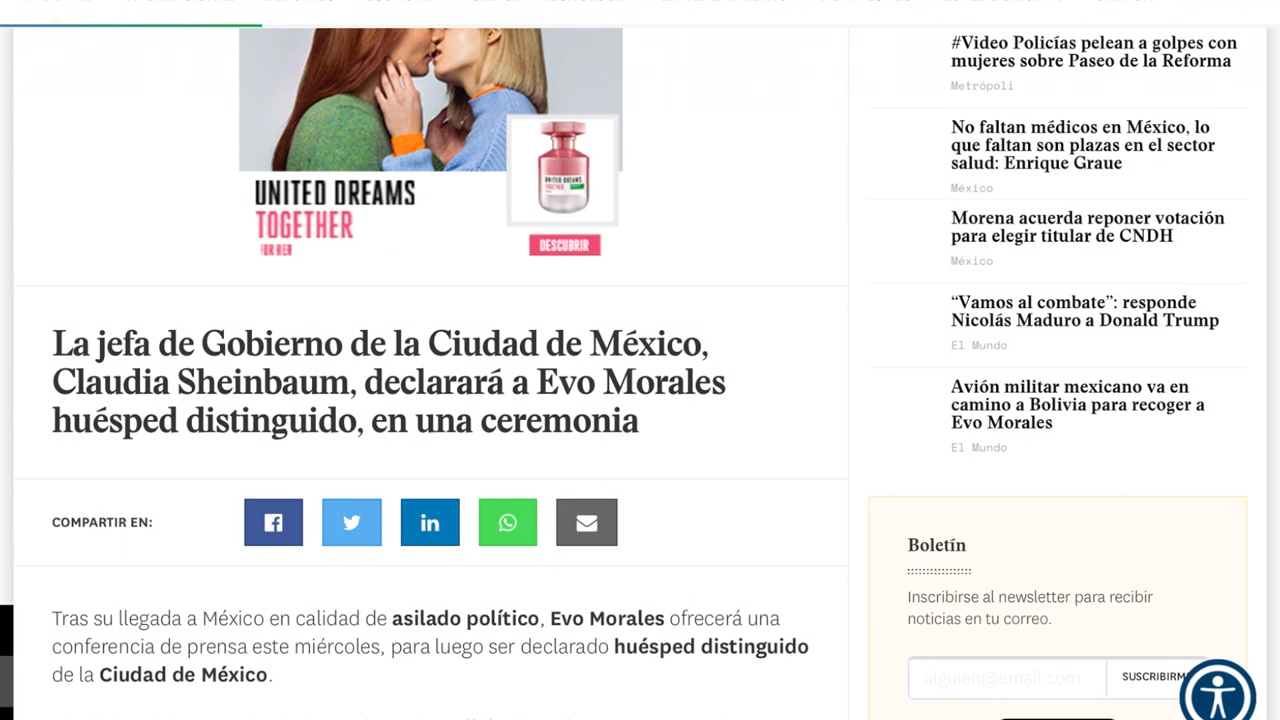 UNITED DREAMS
TOGETHER
FOR HER
UNITED DREAMS
TOGETHER
DESCUBRIR
La jefa de Gobierno de la Ciudad de México,
Claudia Sheinbaum, declarará a Evo Morales
huésped distinguido, en una ceremonia
COMPARTIR EN:
Tras su llegada a México en calidad de asilado político, Evo Morales ofrecerá una
conferencia de prensa este miércoles, para luego ser declarado huésped distinguido
de la Ciudad de México.
#Video Policías pelean a golpes con
mujeres sobre Paseo de la Reforma
Metrópoli
No faltan médicos en México, lo
que faltan son plazas en el sector
salud: Enrique Graue
México
Morena acuerda reponer votación
para elegir titular de CNDH
México
“Vamos al combate”: responde
Nicolás Maduro a Donald Trump
El Mundo
Avión militar mexicano va en
camino a Bolivia para recoger a
Evo Morales
El Mundo
Boletín
Inscribirse al newsletter para recibir
noticias en tu correo.
alguien@email.com